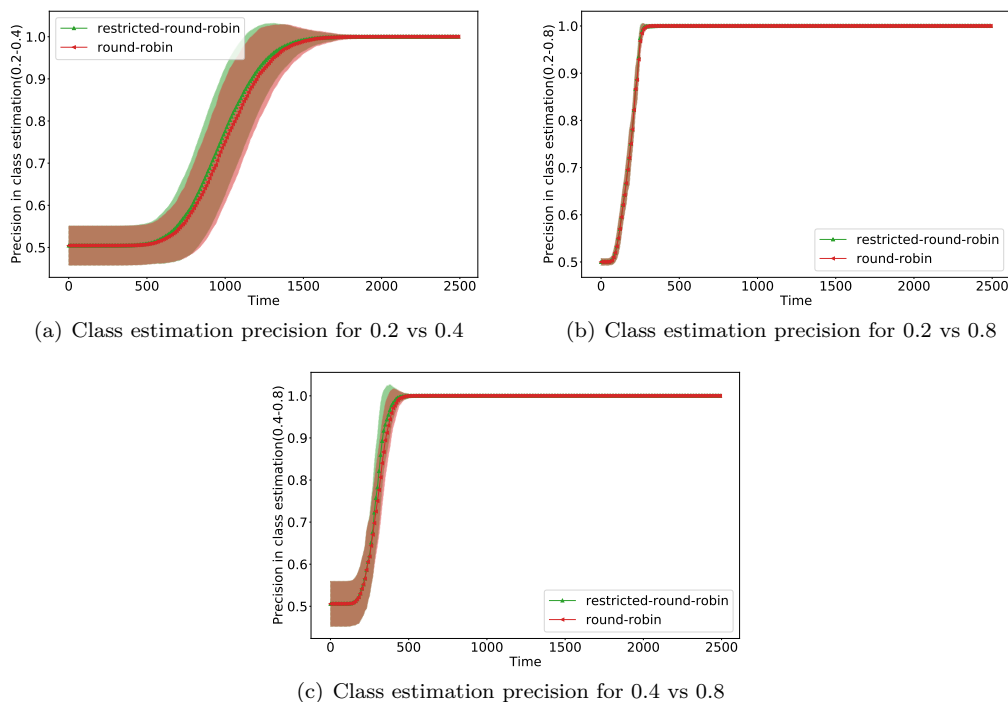 restricted-round-robin
round-robin
Precision in class estimation(0.2-0.4)
1.0
0.9
0.8
0.7
0.6
0.5
0 500 1000 1500 2000 2500
Time
(a) Class estimation precision for 0.2 vs 0.4
Precision in class estimation(0.2-0.8)
1.0
0.9
0.8
0.7
0.6
0.5
restricted-round-robin
round-robin
0 500 1000 1500 2000 2500
Time
(b) Class estimation precision for 0.2 vs 0.8
Precision in class estimation(0.4-0.8)
1.0
0.9
0.8
0.7
0.6
0.5
restricted-round-robin
round-robin
0 500 1000 1500 2000 2500
Time
(c) Class estimation precision for 0.4 vs 0.8